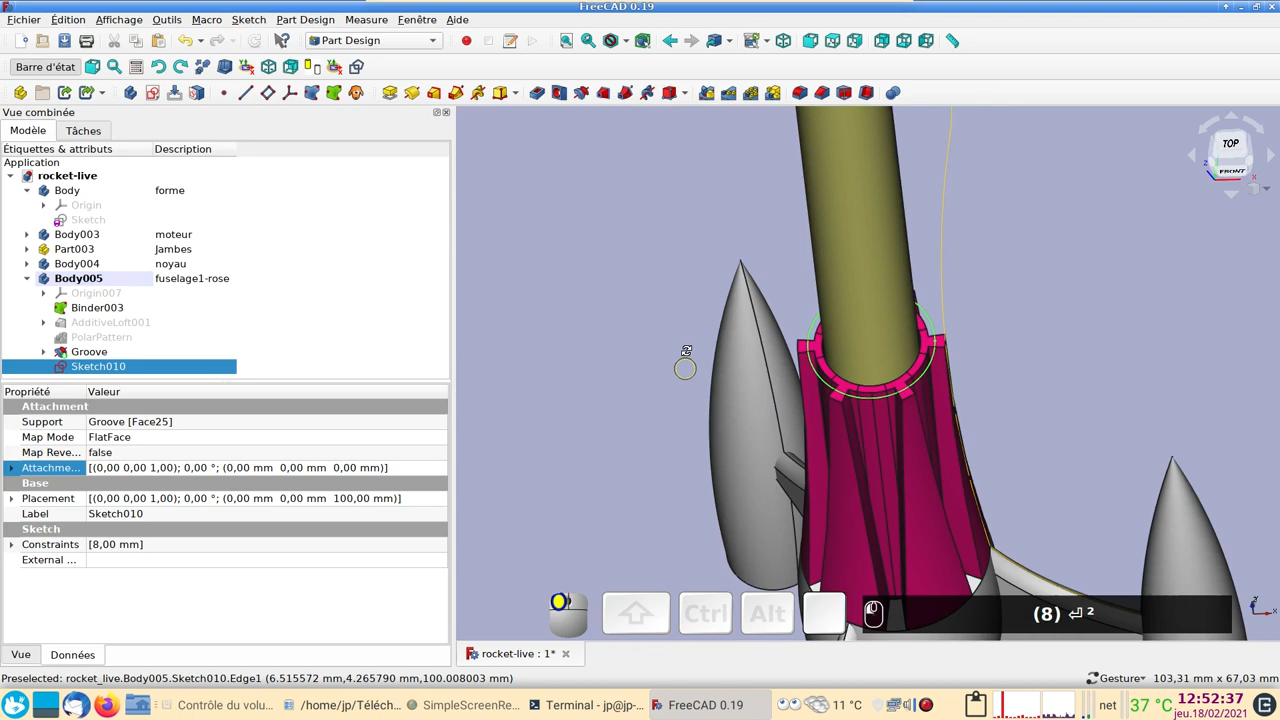 FreeCAD 0.19
Fichier Édition Affichage Outils Macro Sketch Part Design Measure Fenêtre Aide
Part Design
Barre d'état
Vue combinée
Modèle Tâches
Étiquettes & attributs Description
Application
rocket-live
Body forme
Origin
Sketch
Body003 moteur
Part003 Jambes
Body004 noyau
Body005 fuselage1-rose
Origin007
Binder003
AdditiveLoft001
PolarPattern
Groove
Sketch010
Propriété Valeur
Attachment
Support Groove [Face25]
Map Mode FlatFace
Map Reve... false
Attachme... [(0,00 0,00 1,00); 0,00 °; (0,00 mm 0,00 mm 0,00 mm)]
Base
Placement [(0,00 0,00 1,00); 0,00 °; (0,00 mm 0,00 mm 100,00 mm)]
Label Sketch010
Sketch
Constraints [8,00 mm]
External ...
Vue Données
TOP
FRONT
Ctrl Alt
(8) ⏎ ²
rocket-live : 1*
Preselected: rocket_live.Body005.Sketch010.Edge1 (6.515572 mm,4.265790 mm,100.008003 mm)
Gesture 103,31 mm x 67,03 mm
Contrôle du volu... /home/jp/Téléch... SimpleScreenRe... Terminal - jp@jp-... FreeCAD 0.19 11 °C net 37 °C 12:52:37
jeu.18/02/2021